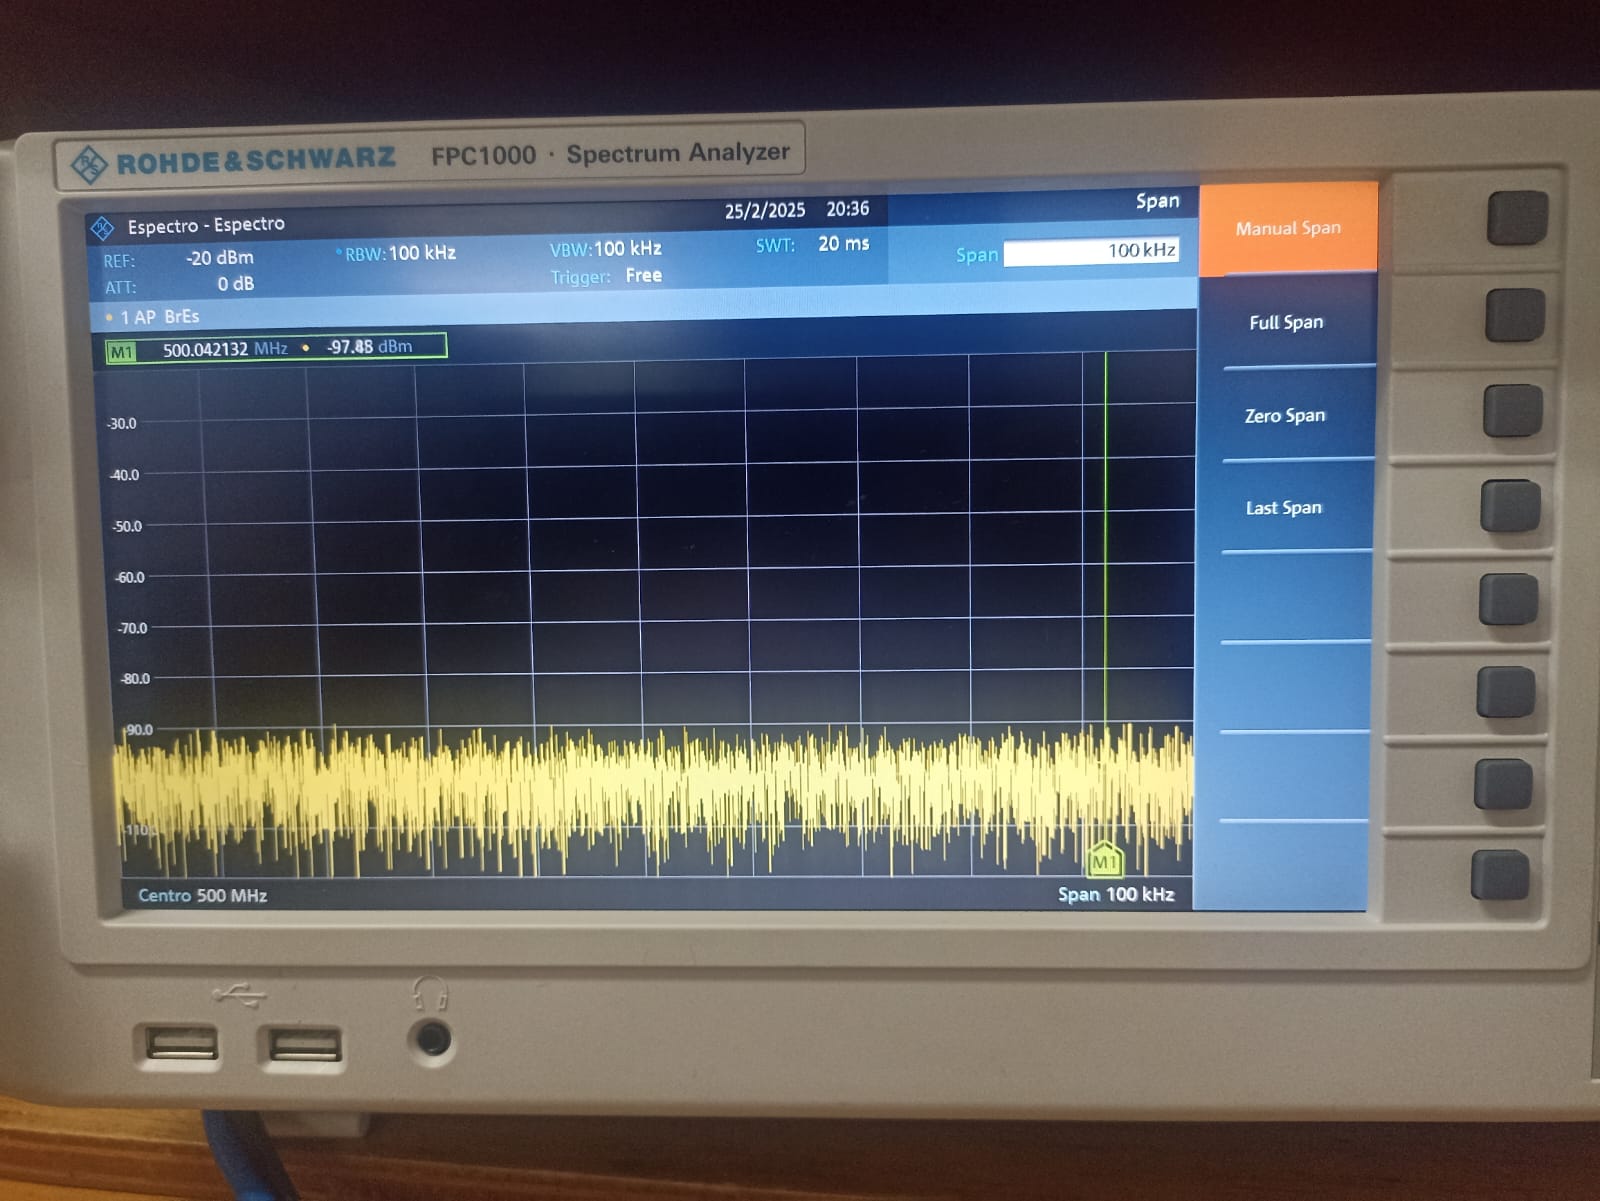 ROHDE&SCHWARZ FPC1000 · Spectrum Analyzer
Espectro - Espectro 25/2/2025 20:36 Span
REF: -20 dBm RBW: 100 kHz VBW: 100 kHz SWT: 20 ms Span 100 kHz
ATT: 0 dB Trigger: Free
1 AP BrEs
M1 500.042132 MHz -97.48 dBm
-30.0
-40.0
-50.0
-60.0
-70.0
-80.0
-90.0
-110.0
M1
Centro 500 MHz Span 100 kHz
Manual Span
Full Span
Zero Span
Last Span